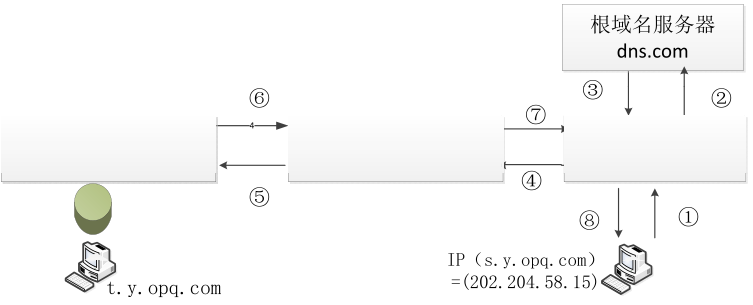 根域名服务器
dns.com
③
②
⑥
⑦
4
⑤
④
⑧
①
IP（s.y.opq.com）
=(202.204.58.15)
t.y.opq.com